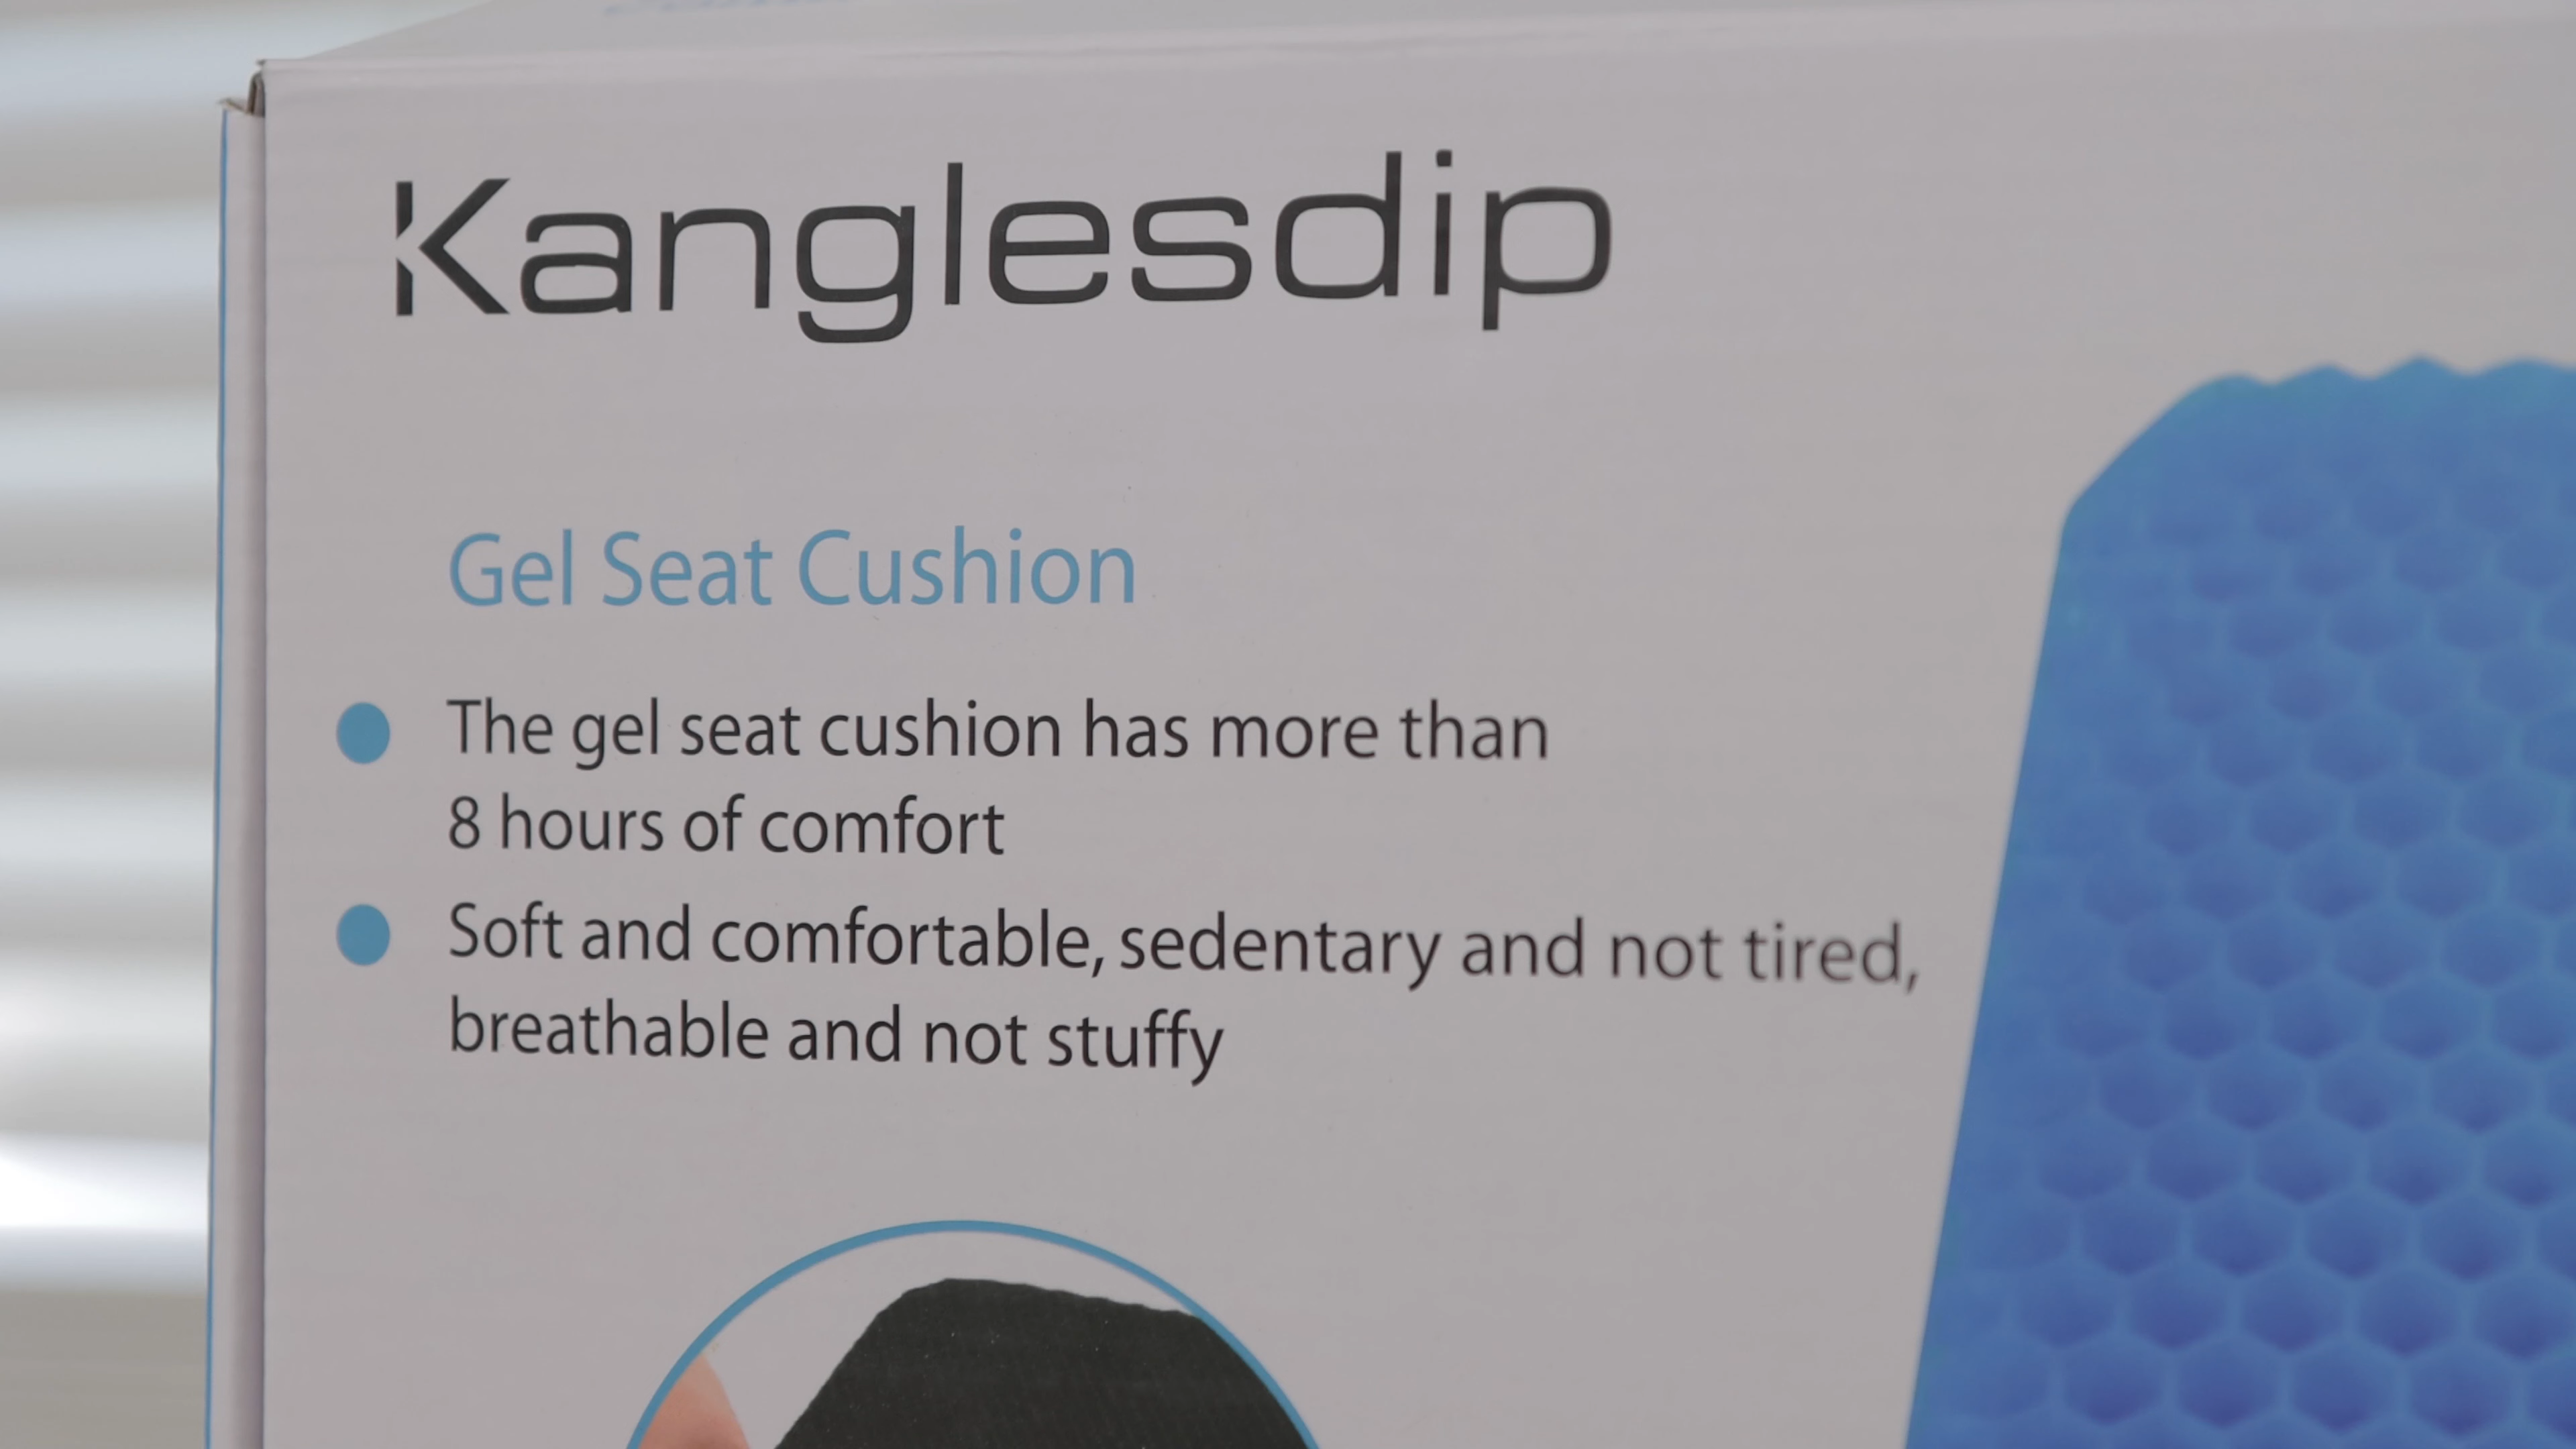 Kanglesdip
Gel Seat Cushion
The gel seat cushion has more than
8 hours of comfort
Soft and comfortable, sedentary and not tired,
breathable and not stuffy